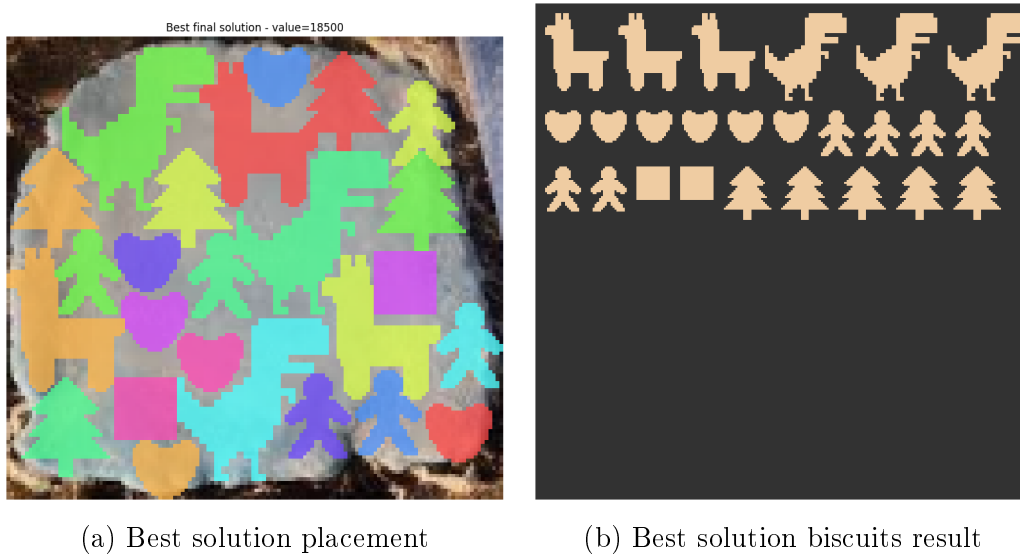 Best final solution - value=18500
(a) Best solution placement
(b) Best solution biscuits result